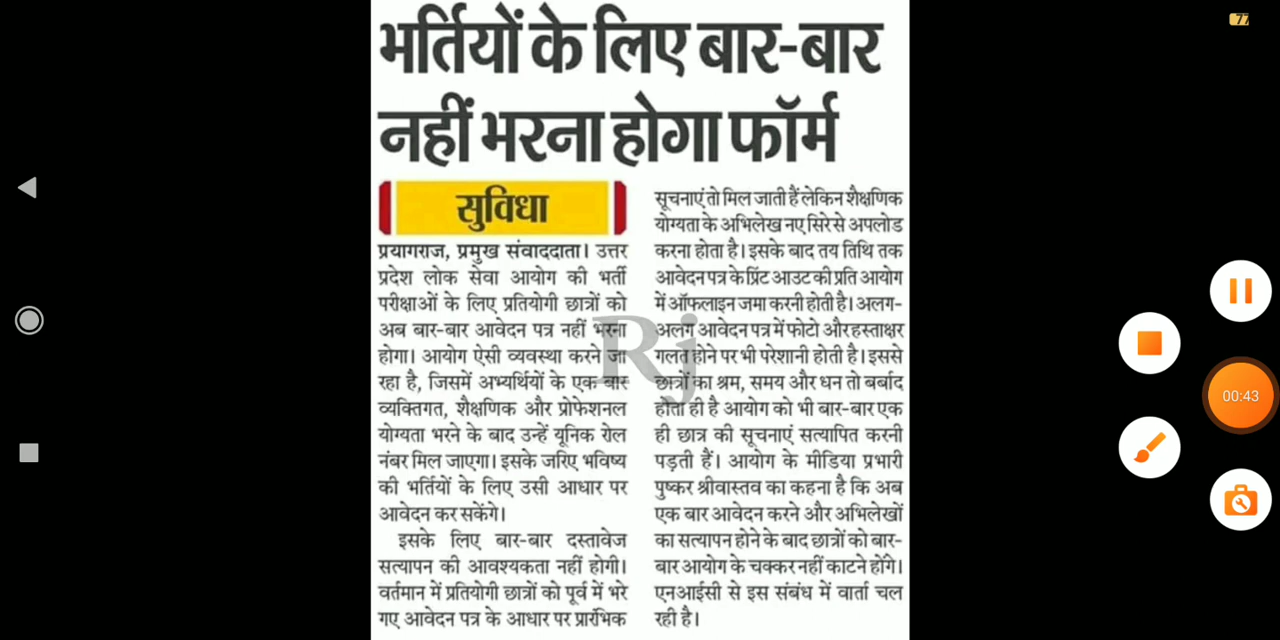 77
भर्तियों के लिए बार-बार
नहीं भरना होगा फॉर्म
सुविधा
प्रयागराज, प्रमुख संवाददाता। उत्तर
प्रदेश लोक सेवा आयोग की भर्ती
परीक्षाओं के लिए प्रतियोगी छात्रों को
अब बार-बार आवेदन पत्र नहीं भरना
होगा। आयोग ऐसी व्यवस्था करने जा
रहा है, जिसमें अभ्यर्थियों के एक बार
व्यक्तिगत, शैक्षणिक और प्रोफेशनल
योग्यता भरने के बाद उन्हें यूनिक रोल
नंबर मिल जाएगा। इसके जरिए भविष्य
की भर्तियों के लिए उसी आधार पर
आवेदन कर सकेंगे।
इसके लिए बार-बार दस्तावेज
सत्यापन की आवश्यकता नहीं होगी।
वर्तमान में प्रतियोगी छात्रों को पूर्व में भरे
गए आवेदन पत्र के आधार पर प्रारंभिक
सूचनाएं तो मिल जाती हैं लेकिन शैक्षणिक
योग्यता के अभिलेख नए सिरे से अपलोड
करना होता है। इसके बाद तय तिथि तक
आवेदन पत्र के प्रिंट आउट की प्रति आयोग
में ऑफलाइन जमा करनी होती है। अलग-
अलग आवेदन पत्र में फोटो और हस्ताक्षर
गलत होने पर भी परेशानी होती है। इससे
छात्रों का श्रम, समय और धन तो बर्बाद
होता ही है आयोग को भी बार-बार एक
ही छात्र की सूचनाएं सत्यापित करनी
पड़ती हैं। आयोग के मीडिया प्रभारी
पुष्कर श्रीवास्तव का कहना है कि अब
एक बार आवेदन करने और अभिलेखों
का सत्यापन होने के बाद छात्रों को बार-
बार आयोग के चक्कर नहीं काटने होंगे।
एनआईसी से इस संबंध में वार्ता चल
रही है।
Rj
00:43